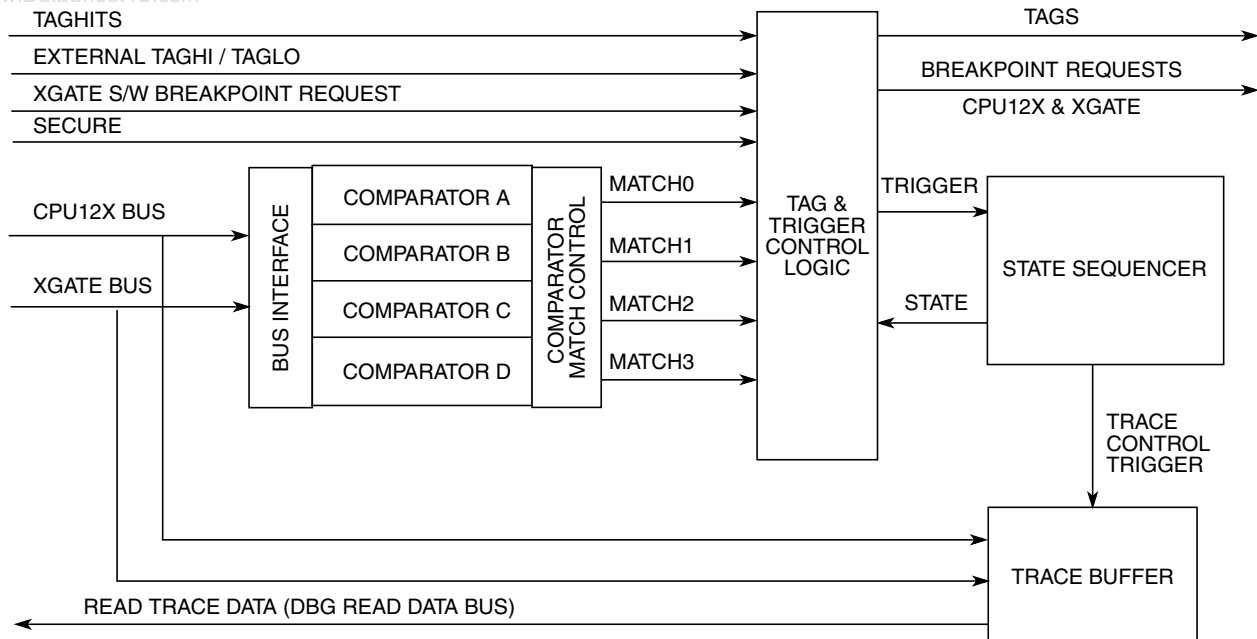 TAGHITS
EXTERNAL TAGHI / TAGLO
XGATE S/W BREAKPOINT REQUEST
SECURE
TAGS
BREAKPOINT REQUESTS
CPU12X & XGATE
CPU12X BUS
XGATE BUS
BUS INTERFACE
COMPARATOR A
COMPARATOR B
COMPARATOR C
COMPARATOR D
COMPARATOR
MATCH CONTROL
MATCH0
MATCH1
MATCH2
MATCH3
TAG &
TRIGGER
CONTROL
LOGIC
TRIGGER
STATE
STATE SEQUENCER
TRACE
CONTROL
TRIGGER
TRACE BUFFER
READ TRACE DATA (DBG READ DATA BUS)